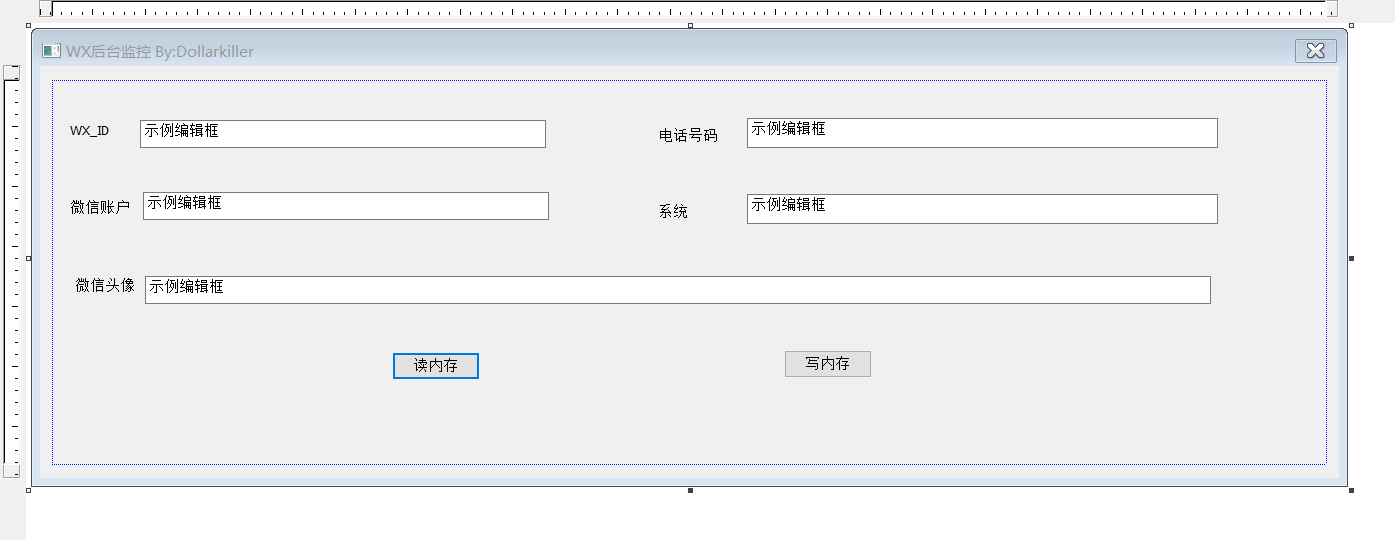 WX后台监控 By:Dollarkiller
WX_ID 示例编辑框 电话号码 示例编辑框
微信账户 示例编辑框 系统 示例编辑框
微信头像 示例编辑框
读内存 写内存